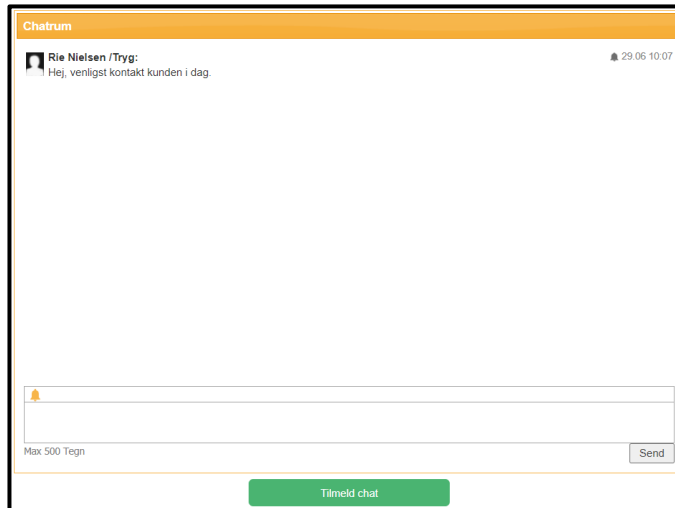 Chatrum
Rie Nielsen /Tryg:
29.06 10:07
Hej, venligst kontakt kunden i dag.
Max 500 Tegn
Send
Tilmeld chat